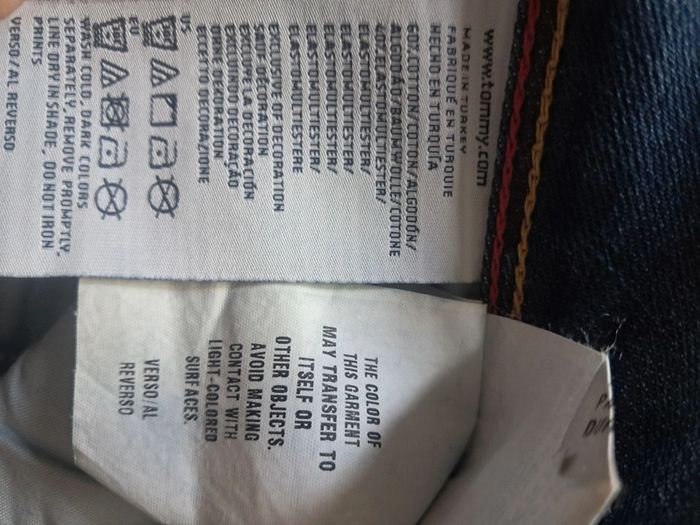 www.tommy.com
MADE IN TURKEY
FABRIQUÉ EN TURQUIE
HECHO EN TURQUÍA
60% COTTON/COTON/ALGODÓN/
ALGODÃO/BAUMWOLLE/COTONE
40% ELASTOMULTIESTER/
ELASTOMULTIESTER/
ELASTOMULTIESTER/
ELASTOMULTIESTER/
ELASTOMULTIESTER/
ELASTOMULTIESTERE
EXCLUSIVE OF DECORATION
SAUF DÉCORATION
EXCLUYE LA DECORACIÓN
EXCLUINDO DECORAÇÃO
OHNE DEKORATION
ECCETTO DECORAZIONE
US
EU
WASH COLD. DARK COLORS
SEPARATELY, REMOVE PROMPTLY.
LINE DRY IN SHADE, DO NOT IRON
PRINTS
VERSO/AL REVERSO
THE COLOR OF
THIS GARMENT
MAY TRANSFER TO
ITSELF OR
OTHER OBJECTS.
AVOID MAKING
CONTACT WITH
LIGHT-COLORED
SURFACES.
VERSO/AL
REVERSO